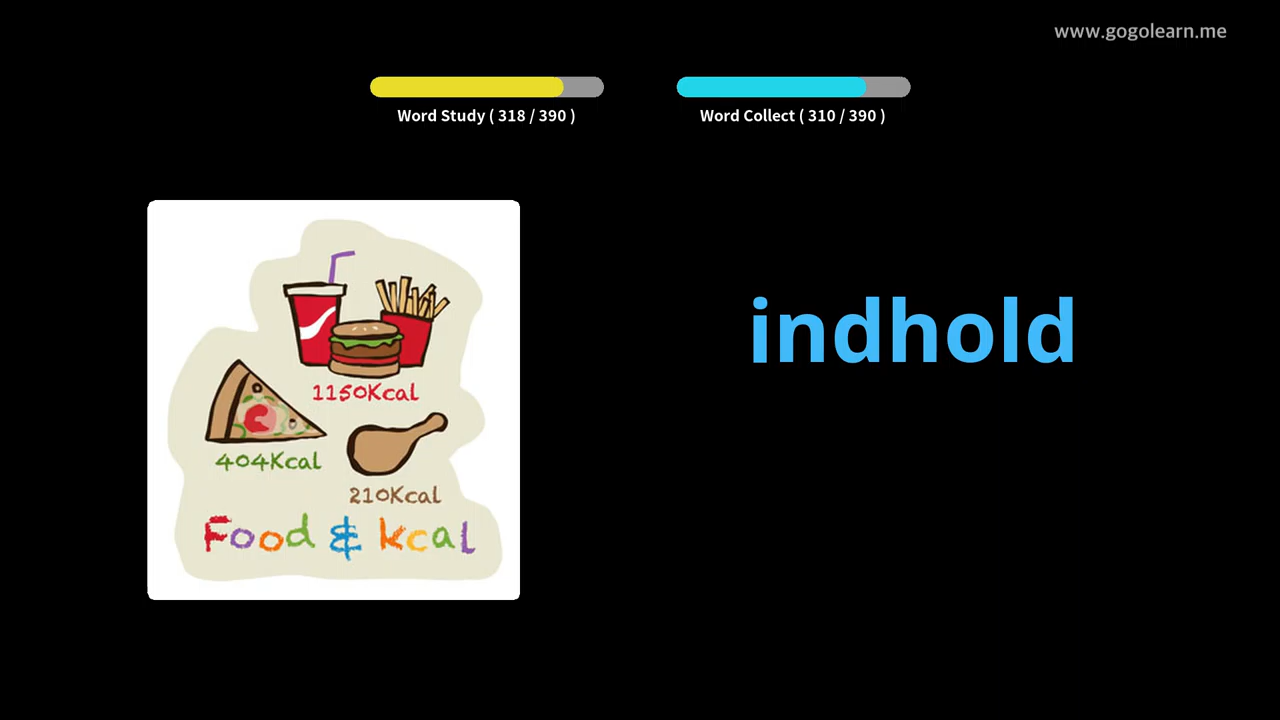 www.gogolearn.me
Word Study ( 318 / 390 )
Word Collect ( 310 / 390 )
indhold
1150Kcal
404Kcal
210Kcal
Food & kcal